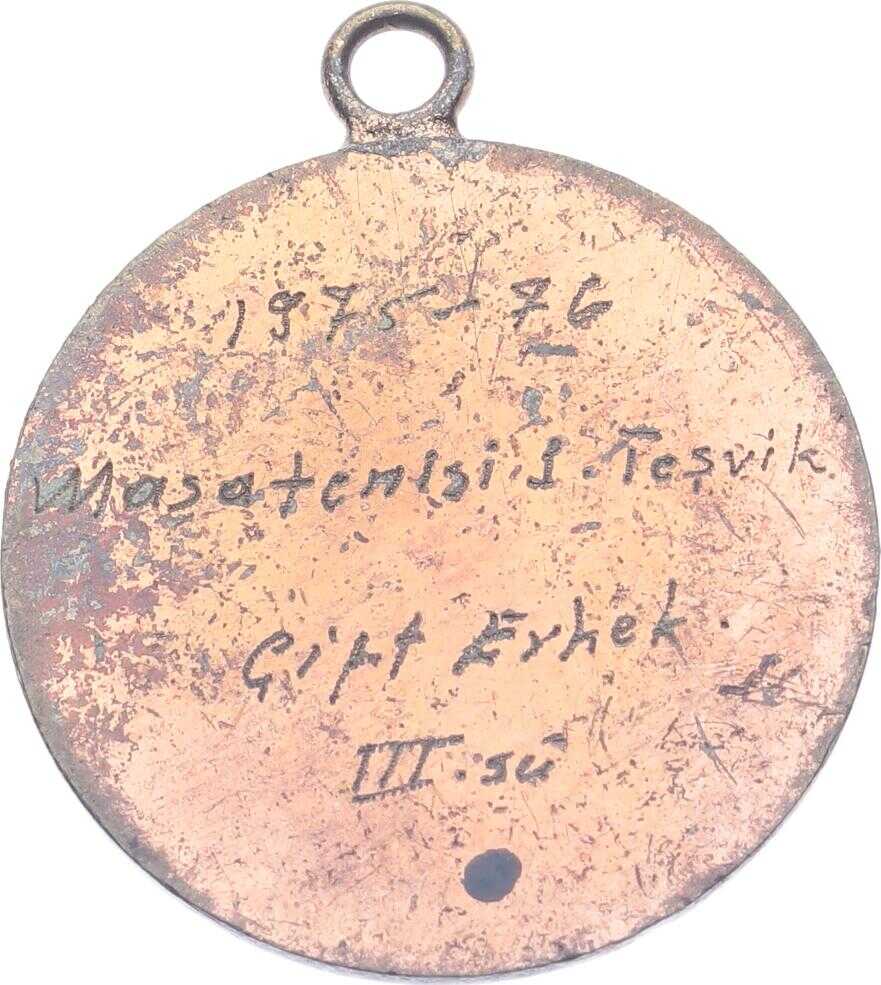 1975-76
Masatenisi 1. Teşvik
Çift Erkek
III. sü